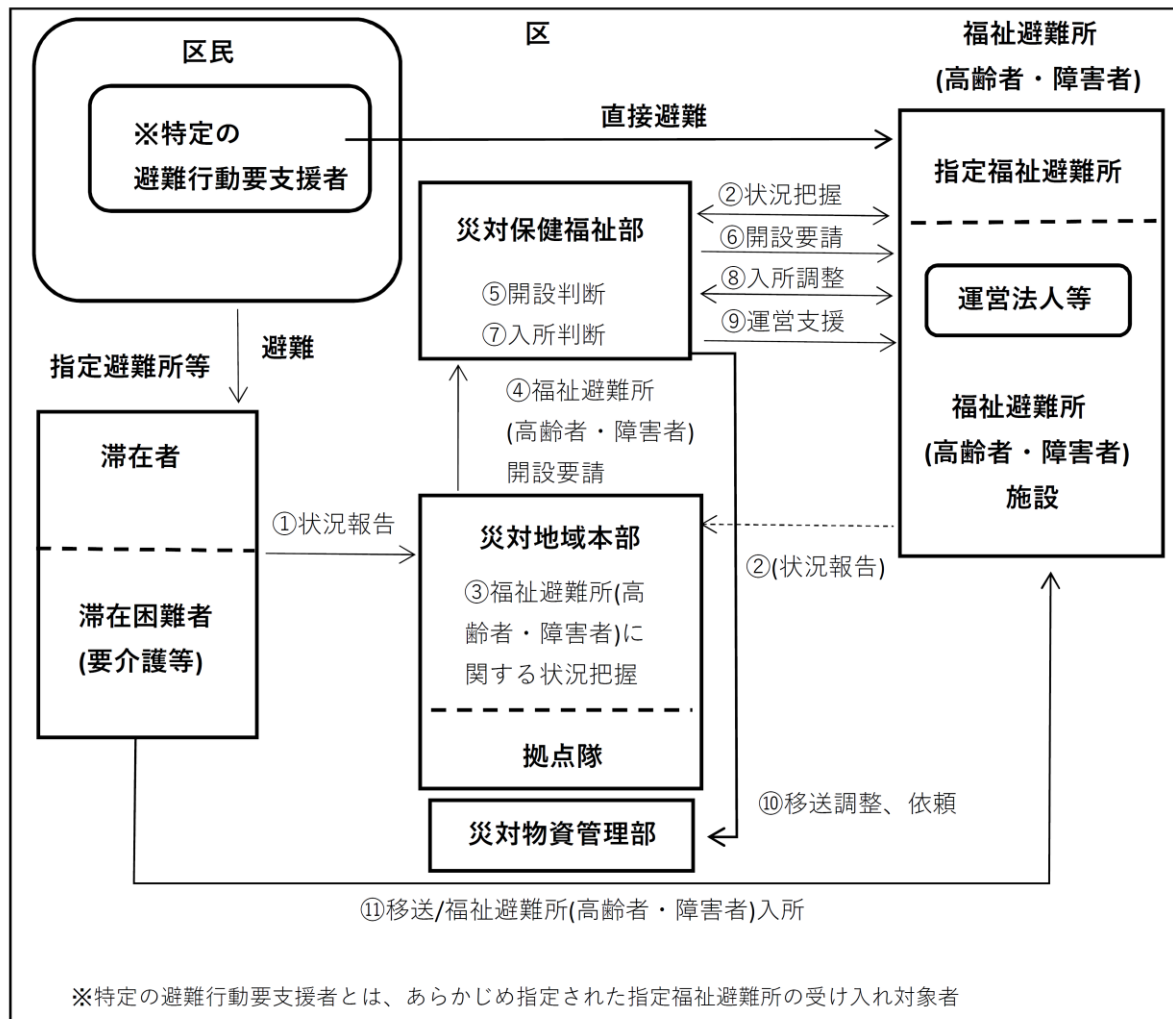 区
区民
※特定の
避難行動要支援者
直接避難
福祉避難所
(高齢者・障害者)
指定福祉避難所
運営法人等
福祉避難所
(高齢者・障害者)
施設
災対保健福祉部
⑤開設判断
⑦入所判断
②状況把握
⑥開設要請
⑧入所調整
⑨運営支援
避難
指定避難所等
滞在者
滞在困難者
(要介護等)
①状況報告
④福祉避難所
(高齢者・障害者)
開設要請
災対地域本部
③福祉避難所(高
齢者・障害者)に
関する状況把握
拠点隊
②(状況報告)
災対物資管理部
⑩移送調整、依頼
⑪移送/福祉避難所(高齢者・障害者)入所
※特定の避難行動要支援者とは、あらかじめ指定された指定福祉避難所の受け入れ対象者